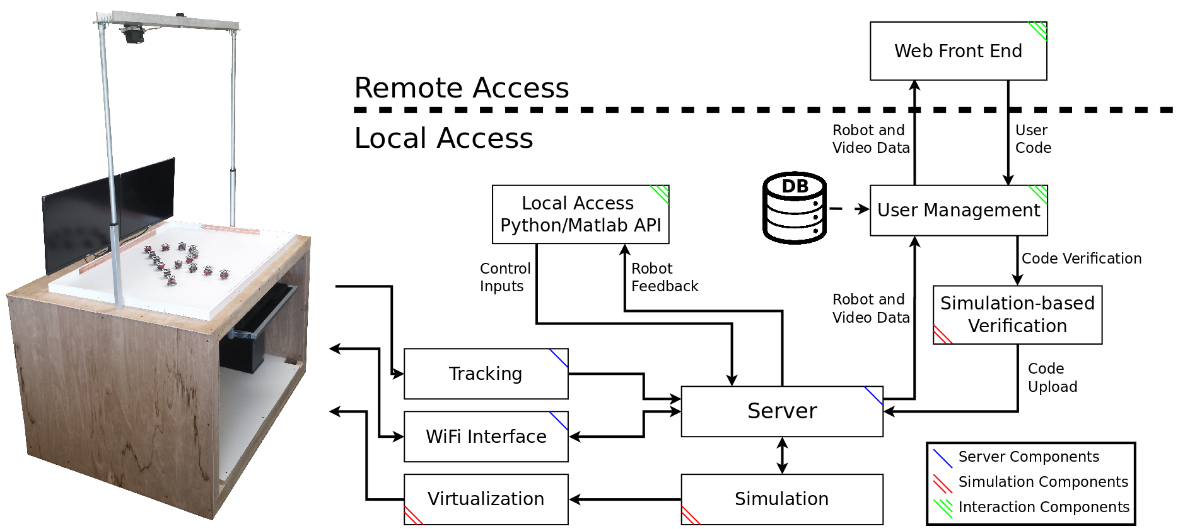 Remote Access
Local Access
Web Front End
Robot and
Video Data
User
Code
DB
User Management
Local Access
Python/Matlab API
Control
Inputs
Robot
Feedback
Code Verification
Robot and
Video Data
Simulation-based
Verification
Code
Upload
Tracking
WiFi Interface
Virtualization
Server
Simulation
Server Components
Simulation Components
Interaction Components